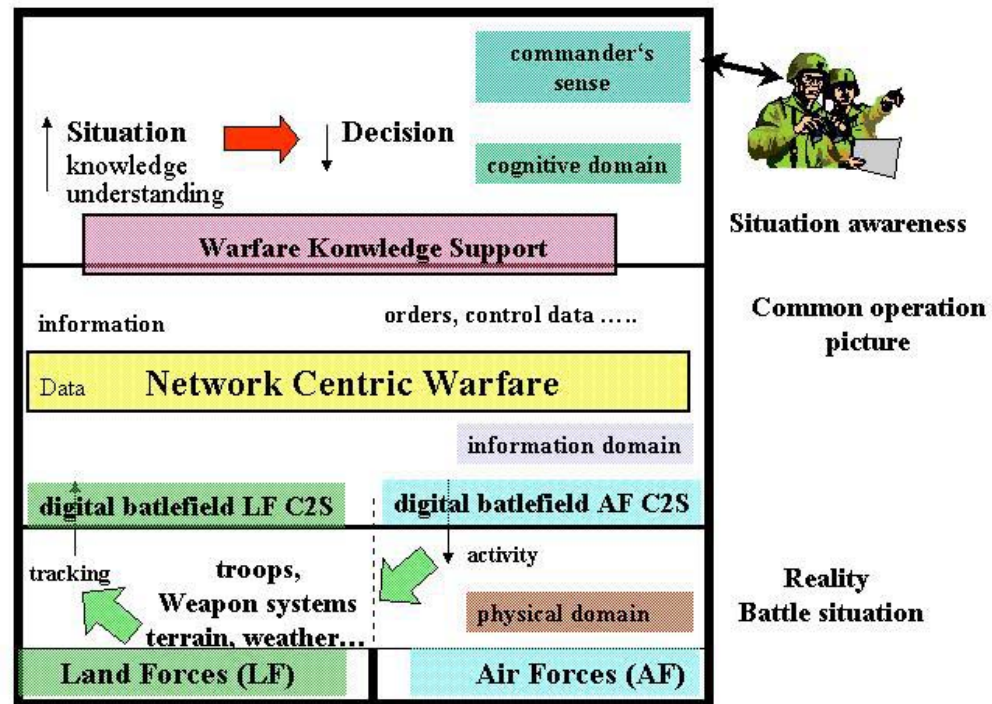 commander's
sense
Situation
Decision
knowledge
understanding
cognitive domain
Situation awareness
Warfare Konwledge Support
information
orders, control data …..
Common operation
picture
Data
Network Centric Warfare
information domain
digital batlefield LF C2S
digital batlefield AF C2S
tracking
troops,
Weapon systems
terrain, weather…
activity
physical domain
Reality
Battle situation
Land Forces (LF)
Air Forces (AF)